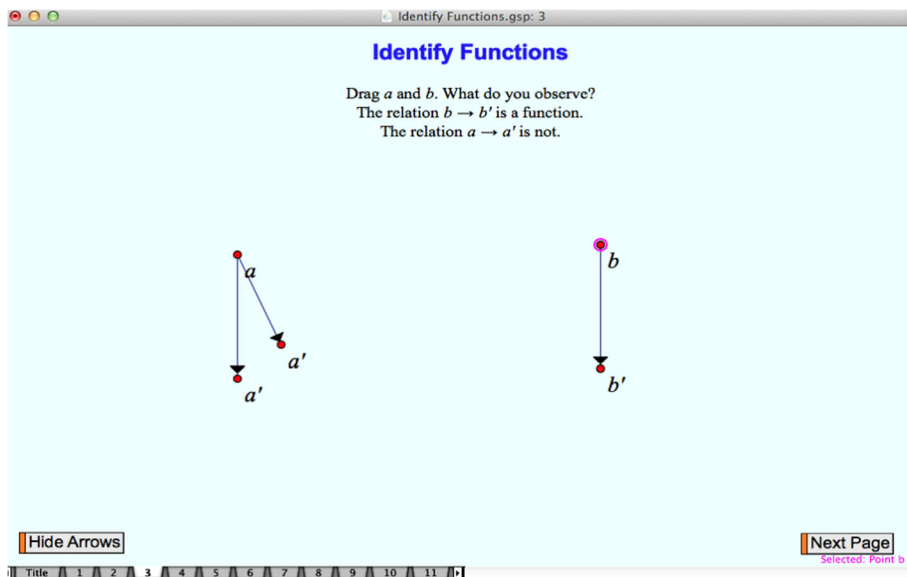 Identify Functions.gsp: 3
Identify Functions
Drag a and b. What do you observe?
The relation b → b′ is a function.
The relation a → a′ is not.
a
b
a′
a′
b′
Hide Arrows
Next Page
Selected: Point b
Title 1 2 3 4 5 6 7 8 9 10 11